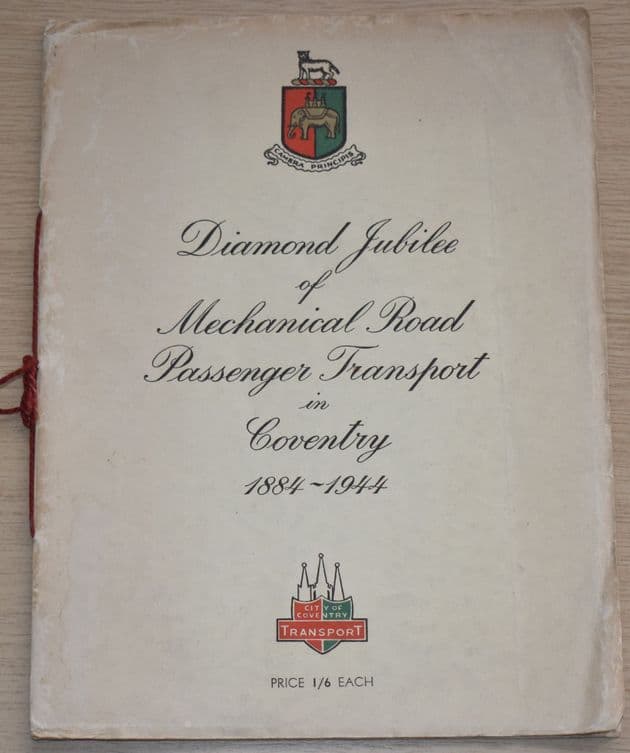 CAMERA PRINCIPIS
Diamond Jubilee
of
Mechanical Road
Passenger Transport
in
Coventry
1884~1944
CITY OF
COVENTRY
TRANSPORT
PRICE 1/6 EACH